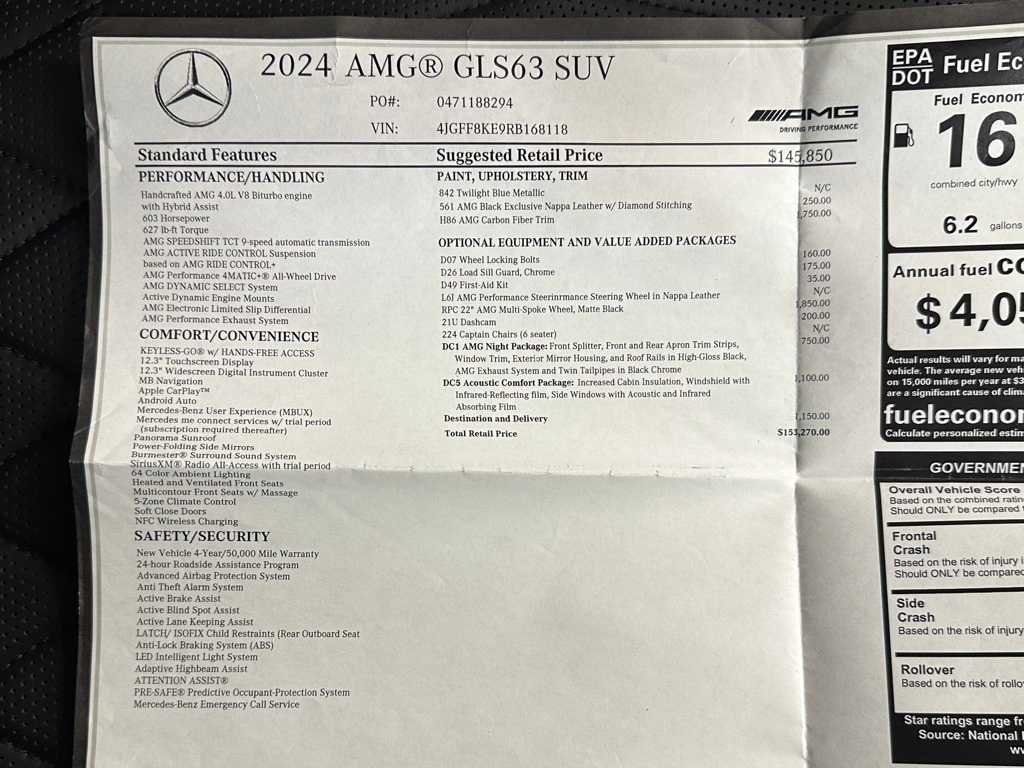 2024 AMG® GLS63 SUV
PO#: 0471188294
VIN: 4JGFF8KE9RB168118
AMG
DRIVING PERFORMANCE
Standard Features
Suggested Retail Price $145,850
PERFORMANCE/HANDLING
Handcrafted AMG 4.0L V8 Biturbo engine
with Hybrid Assist
603 Horsepower
627 lb-ft Torque
AMG SPEEDSHIFT TCT 9-speed automatic transmission
AMG ACTIVE RIDE CONTROL Suspension
based on AMG RIDE CONTROL+
AMG Performance 4MATIC+® All-Wheel Drive
AMG DYNAMIC SELECT System
Active Dynamic Engine Mounts
AMG Electronic Limited Slip Differential
AMG Performance Exhaust System
COMFORT/CONVENIENCE
KEYLESS-GO® w/ HANDS-FREE ACCESS
12.3" Touchscreen Display
12.3" Widescreen Digital Instrument Cluster
MB Navigation
Apple CarPlay™
Android Auto
Mercedes-Benz User Experience (MBUX)
Mercedes me connect services w/ trial period
(subscription required thereafter)
Panorama Sunroof
Power-Folding Side Mirrors
Burmester® Surround Sound System
SiriusXM® Radio All-Access with trial period
64 Color Ambient Lighting
Heated and Ventilated Front Seats
Multicontour Front Seats w/ Massage
5-Zone Climate Control
Soft Close Doors
NFC Wireless Charging
SAFETY/SECURITY
New Vehicle 4-Year/50,000 Mile Warranty
24-hour Roadside Assistance Program
Advanced Airbag Protection System
Anti Theft Alarm System
Active Brake Assist
Active Blind Spot Assist
Active Lane Keeping Assist
LATCH/ ISOFIX Child Restraints (Rear Outboard Seat
Anti-Lock Braking System (ABS)
LED Intelligent Light System
Adaptive Highbeam Assist
ATTENTION ASSIST®
PRE-SAFE® Predictive Occupant-Protection System
Mercedes-Benz Emergency Call Service
PAINT, UPHOLSTERY, TRIM
842 Twilight Blue Metallic N/C
561 AMG Black Exclusive Nappa Leather w/ Diamond Stitching 250.00
H86 AMG Carbon Fiber Trim ,750.00
OPTIONAL EQUIPMENT AND VALUE ADDED PACKAGES
D07 Wheel Locking Bolts 160.00
D26 Load Sill Guard, Chrome 175.00
D49 First-Aid Kit 35.00
L6J AMG Performance Steerinrmance Steering Wheel in Nappa Leather N/C
RPC 22" AMG Multi-Spoke Wheel, Matte Black ,850.00
21U Dashcam 200.00
224 Captain Chairs (6 seater) N/C
DC1 AMG Night Package: Front Splitter, Front and Rear Apron Trim Strips, 750.00
Window Trim, Exterior Mirror Housing, and Roof Rails in High-Gloss Black,
AMG Exhaust System and Twin Tailpipes in Black Chrome
DC5 Acoustic Comfort Package: Increased Cabin Insulation, Windshield with ,100.00
Infrared-Reflecting film, Side Windows with Acoustic and Infrared
Absorbing Film
Destination and Delivery ,150.00
Total Retail Price $153,270.00
EPA
DOT
Fuel Ec
Fuel Econom
16
combined city/hwy
6.2 gallons
Annual fuel CO
$4,05
Actual results will vary for ma
vehicle. The average new veh
on 15,000 miles per year at $3
are a significant cause of clima
fueleconom
Calculate personalized estim
GOVERNMEN
Overall Vehicle Score
Based on the combined ratin
Should ONLY be compared t
Frontal
Crash
Based on the risk of injury i
Should ONLY be compared
Side
Crash
Based on the risk of injury
Rollover
Based on the risk of rollo
Star ratings range fr
Source: National
ww